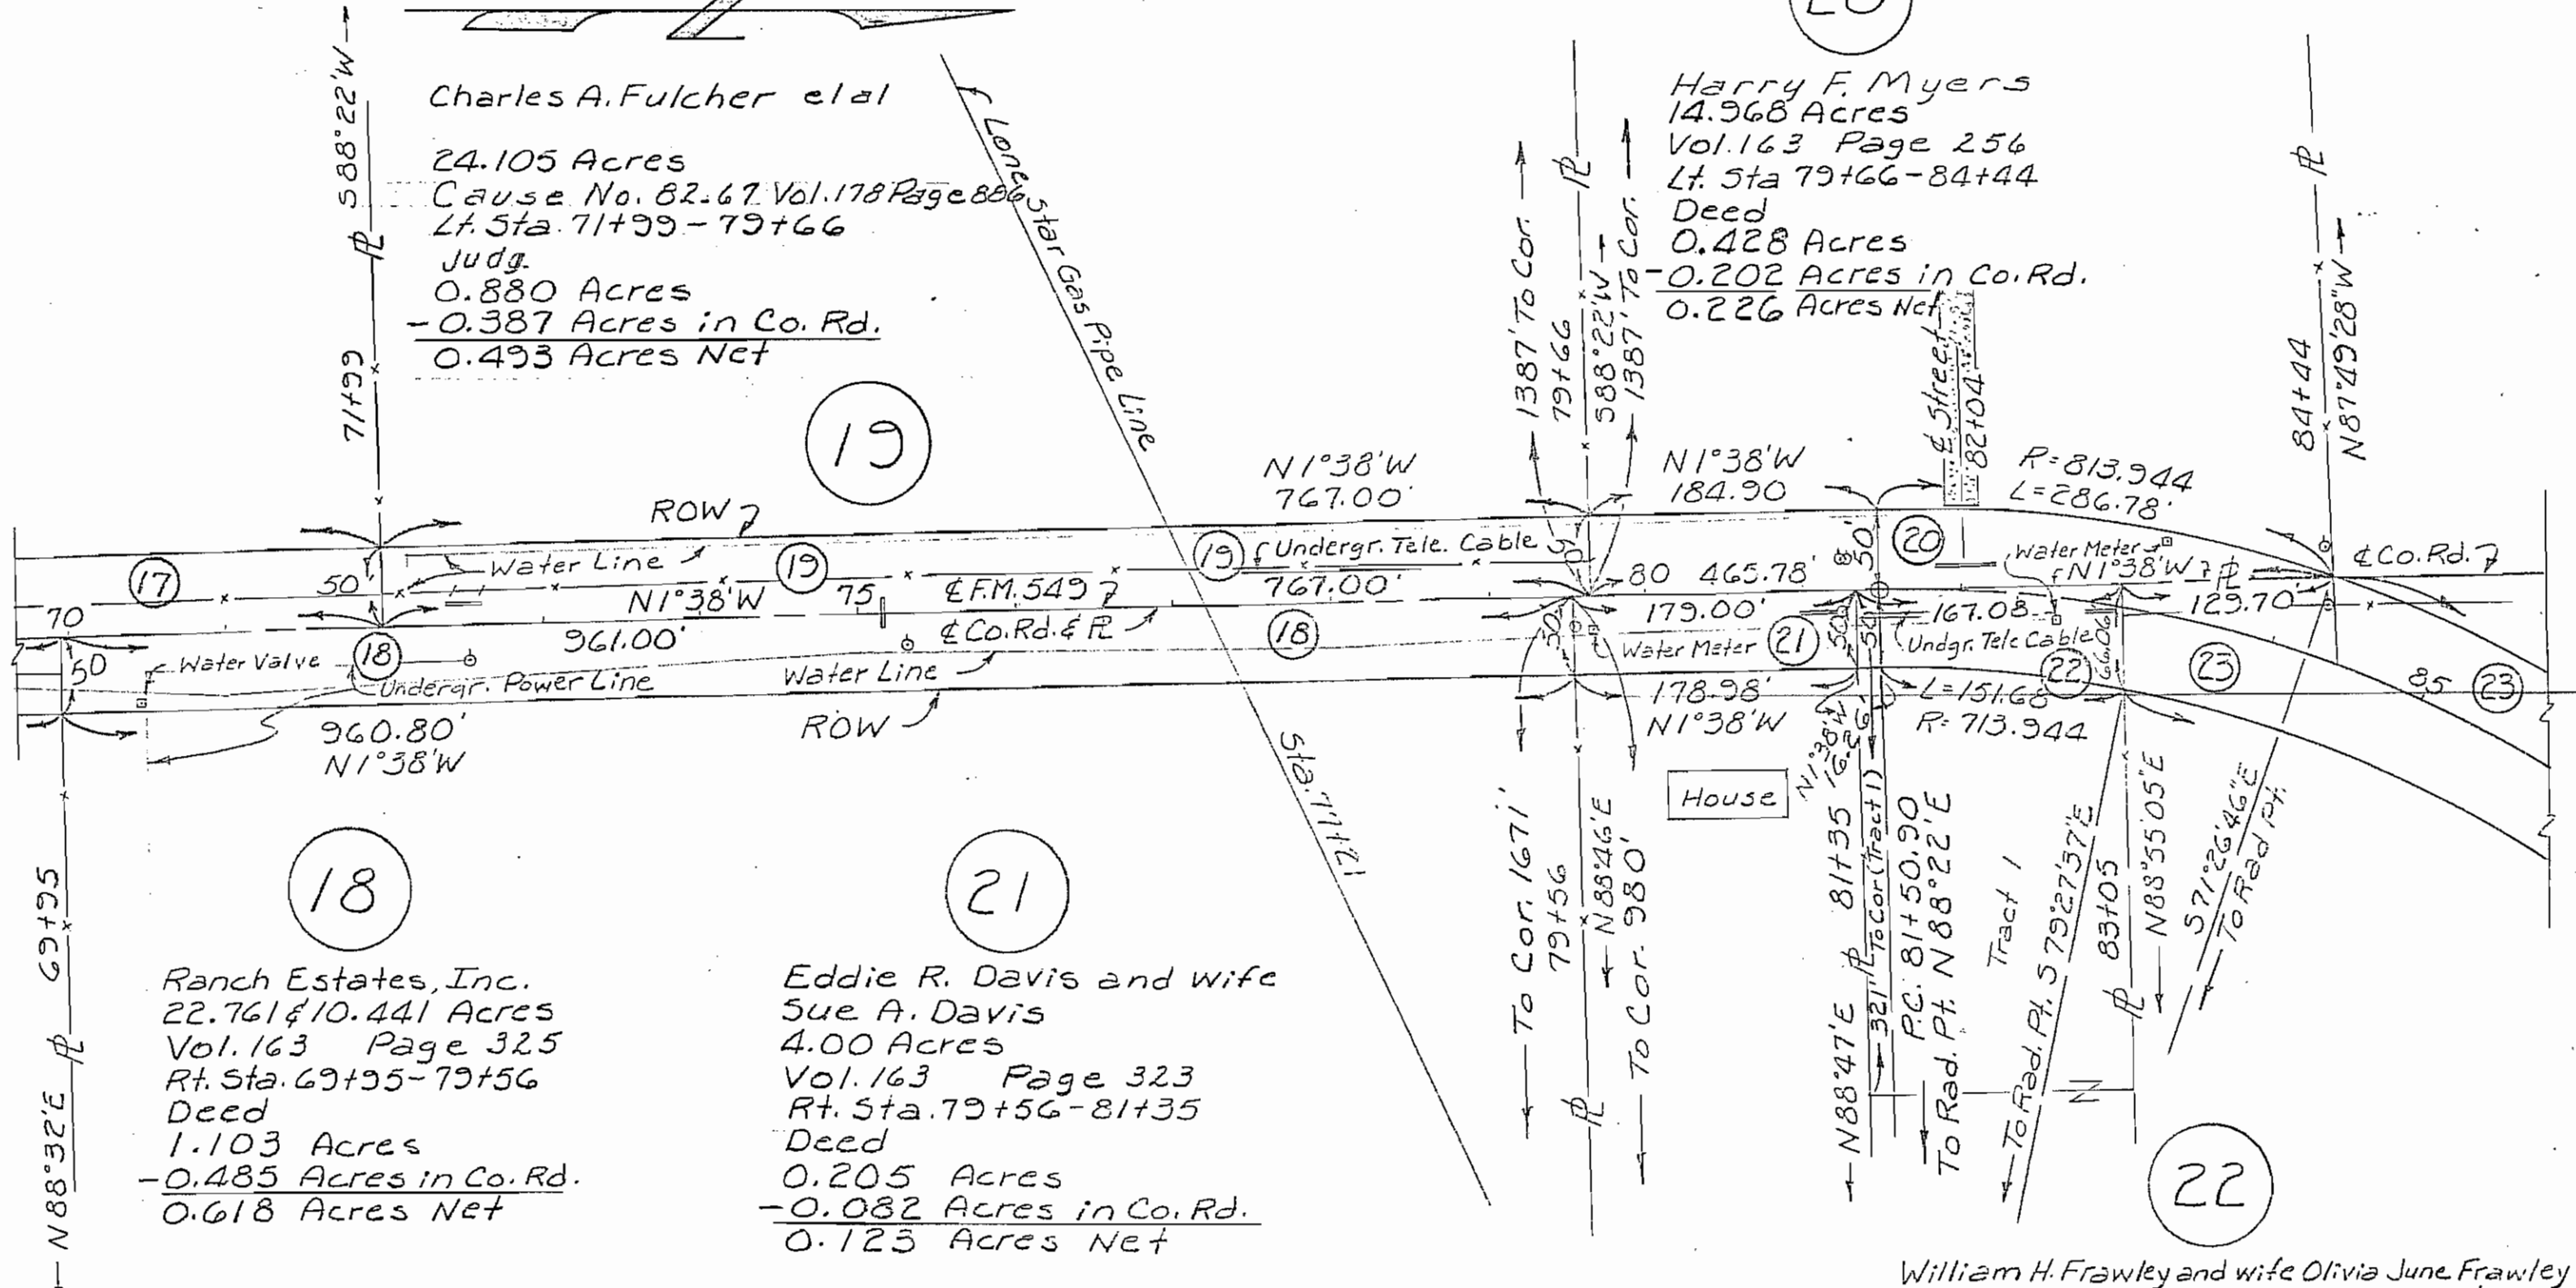 20
S88°22'W
71+99
Charles A. Fulcher elal
24.105 Acres
Cause No. 82-67 Vol. 178 Page 886
Lt. Sta. 71+99-79+66
Judg.
0.880 Acres
-0.387 Acres in Co. Rd.
0.493 Acres Net
19
Lone Star Gas Pipe Line
Sta. 77+21
Harry F. Myers
14.968 Acres
Vol. 163 Page 256
Lt. Sta 79+66-84+44
Deed
0.428 Acres
-0.202 Acres in Co. Rd.
0.226 Acres Net
1387' To Cor.
79+66
S88°22'W
1387' To Cor.
℄ Street
82+04
84+44
N87°49'28"W
N1°38'W
767.00'
N1°38'W
184.90
R=813.944
L=286.78'
ROW
17
50'
Water Line
19
19
Undergr. Tele. Cable
50'
50'
20
Water Meter
N1°38'W
℄ Co. Rd.
70
N1°38'W
75
℄ F.M. 549
767.00'
80
465.78'
179.00'
167.08
129.70'
50
Water Valve
18
961.00'
℄ Co. Rd. & PL
18
50'
Water Meter
21
50'
50'
Undgr. Tele Cable
66.06'
22
23
85
23
Undergr. Power Line
Water Line
178.98'
N1°38'W
L=151.68'
R=713.944
960.80'
N1°38'W
ROW
House
N1°38'W
16.26'
18
21
69+95
N88°32'E
To Cor. 1671'
79+56
N88°46'E
To Cor. 980'
81+35
N88°47'E
321' To Cor (Tract 1)
P.C. 81+50.90
To Rad. Pt. N88°22'E
Tract 1
To Rad. Pt. S79°27'37"E
83+05
N88°55'05"E
S71°26'46"E
To Rad Pt.
Ranch Estates, Inc.
22.761 & 10.441 Acres
Vol. 163 Page 325
Rt. Sta. 69+95-79+56
Deed
1.103 Acres
-0.485 Acres in Co. Rd.
0.618 Acres Net
Eddie R. Davis and wife
Sue A. Davis
4.00 Acres
Vol. 163 Page 323
Rt. Sta. 79+56-81+35
Deed
0.205 Acres
-0.082 Acres in Co. Rd.
0.123 Acres Net
22
William H. Frawley and wife Olivia June Frawley